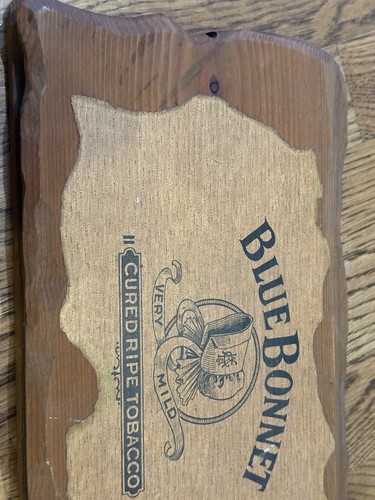 BLUE BONNET
VERY MILD
CURED RIPE TOBACCO